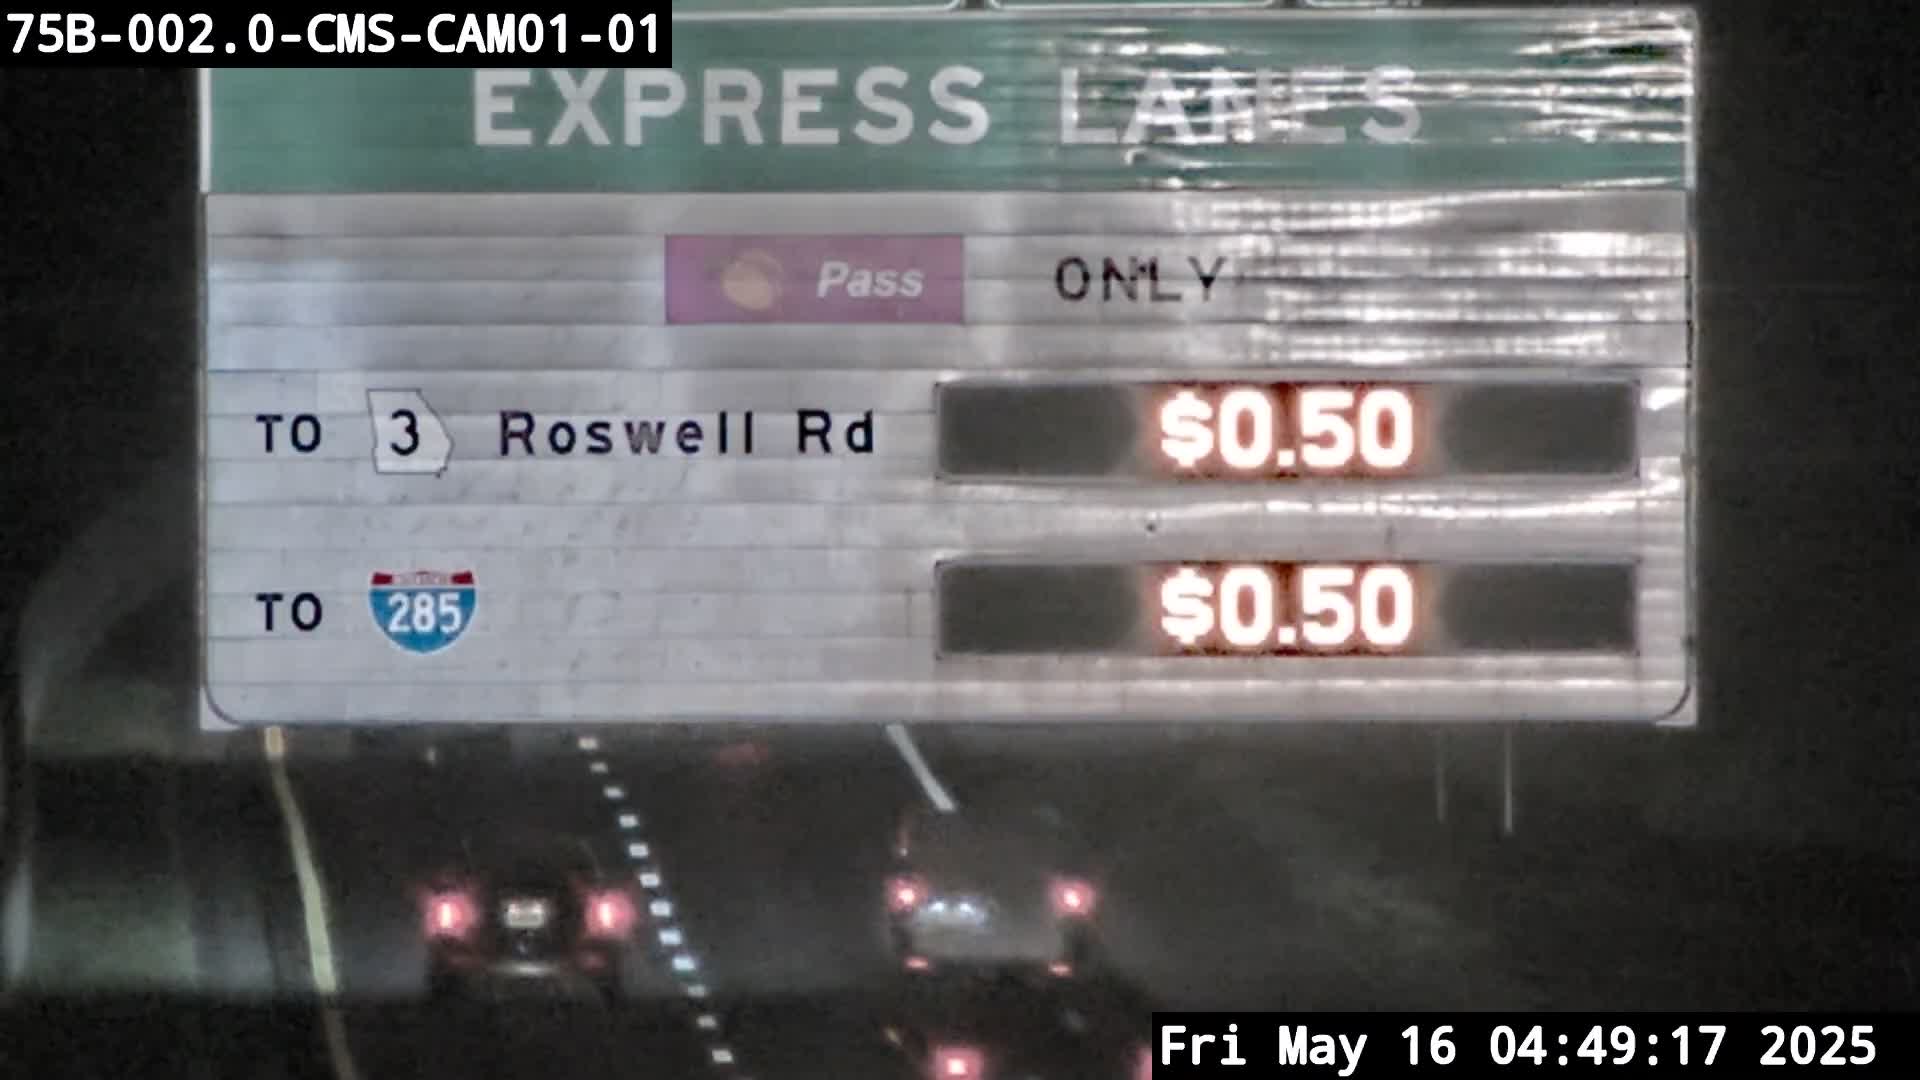 75B-002.0-CMS-CAM01-01
EXPRESS LANES
Pass ONLY
TO 3 Roswell Rd $0.50
TO 285 $0.50
Fri May 16 04:49:17 2025